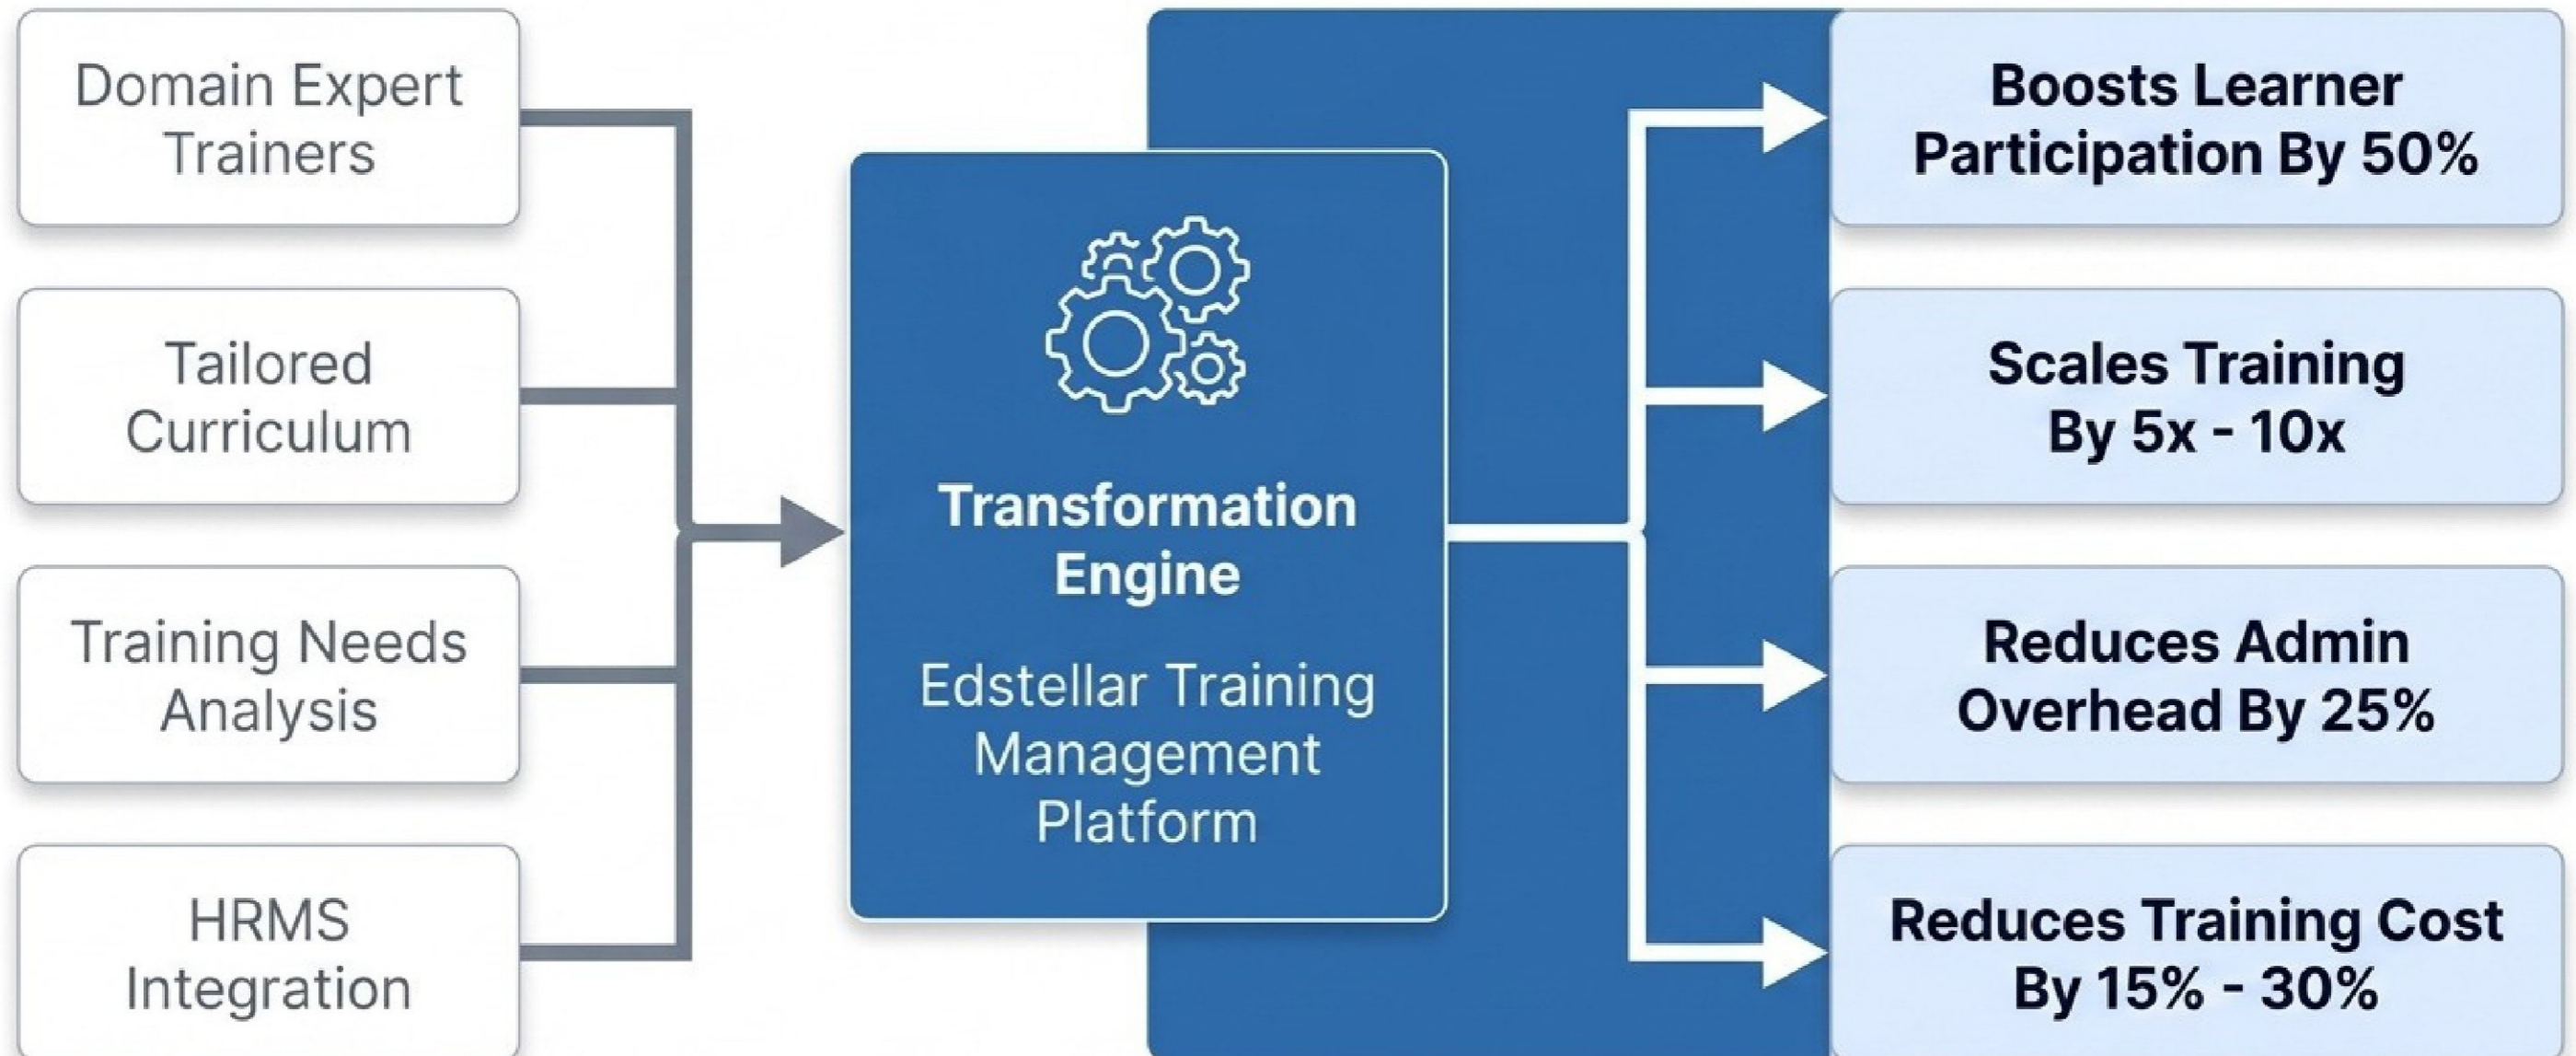 Domain Expert
Trainers
Tailored
Curriculum
Training Needs
Analysis
HRMS
Integration
Transformation
Engine
Edstellar Training
Management
Platform
Boosts Learner
Participation By 50%
Scales Training
By 5x - 10x
Reduces Admin
Overhead By 25%
Reduces Training Cost
By 15% - 30%